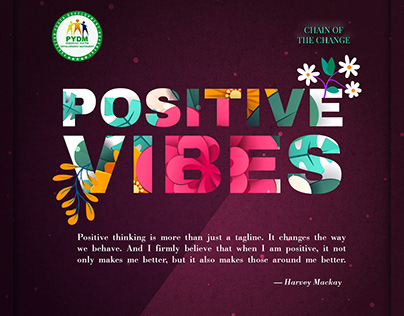 PYDM
CHAIN OF
THE CHANGE
POSITIVE
VIBES
Positive thinking is more than just a tagline. It changes the way
we behave. And I firmly believe that when I am positive, it not
only makes me better, but it also makes those around me better.
— Harvey Mackay